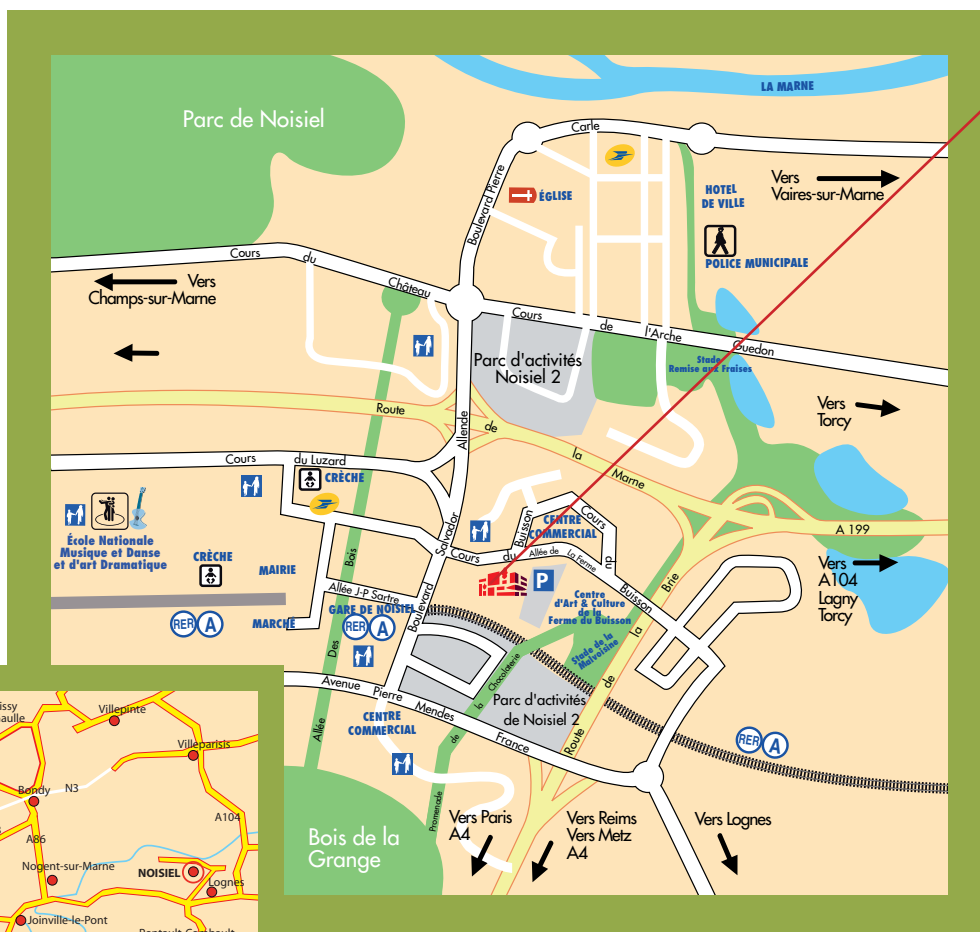 LA MARNE
Parc de Noisiel
Carle
Boulevard Pierre
ÉGLISE
HOTEL
DE VILLE
Vers
Vaires-sur-Marne
POLICE MUNICIPALE
Cours du Château
Vers
Champs-sur-Marne
Cours de l'Arche Guedon
Parc d'activités
Noisiel 2
Stade
Remise aux Fraises
Vers
Torcy
Route de la Marne
Allende
Cours du Luzard
CRÈCHE
Salvador
Buisson
Cours
CENTRE
COMMERCIAL
A 199
École Nationale
Musique et Danse
et d'art Dramatique
CRÈCHE
MAIRIE
Bois
Cours du
Allée de La Ferme
du
Buisson
P
Vers
A104
Lagny
Torcy
Allée J-P Sartre
GARE DE NOISIEL
Boulevard
Centre
d'Art & Culture
de la
Ferme du Buisson
Brie
MARCHÉ
RER A
RER A
Des
Stade de la
Malvoisine
la
Chocolaterie
la
de
Avenue Pierre Mendes France
Parc d'activités
de Noisiel 2
Route
CENTRE
COMMERCIAL
Allée
de
RER A
Promenade
Bois de la
Grange
Vers Paris
A4
Vers Reims
Vers Metz
A4
Vers Lognes
issy
aulle
Villepinte
Villeparisis
Bondy
N3
A86
A104
Nogent-sur-Marne
NOISIEL
Lognes
Joinville-le-Pont